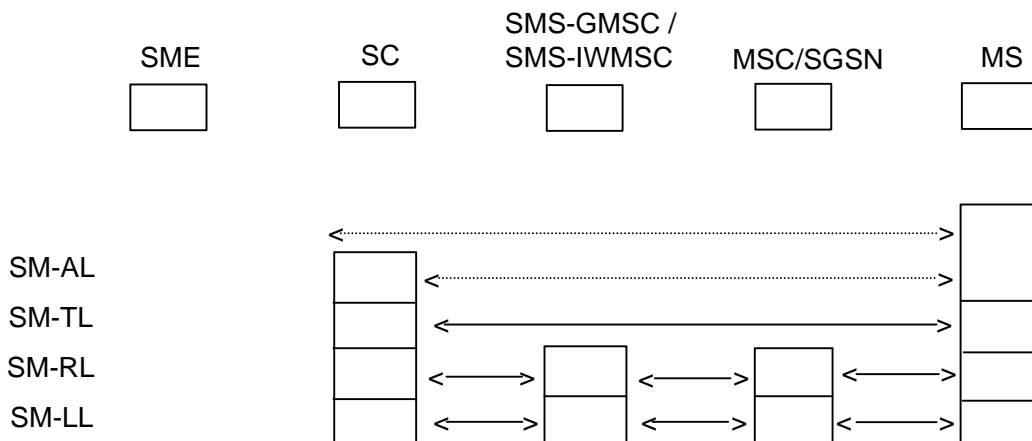 SMS-GMSC /
SME SC SMS-IWMSC MSC/SGSN MS
SM-AL
SM-TL
SM-RL
SM-LL